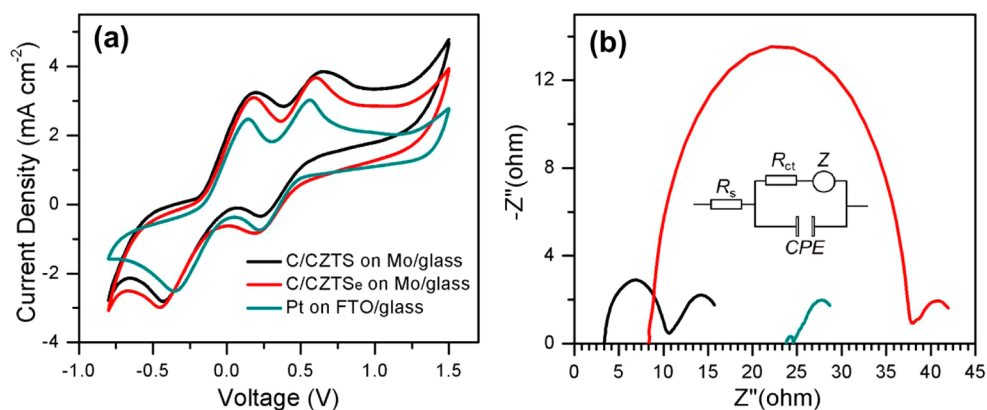 (a)
Current Density (mA cm-2)
4
2
0
-2
-4
-1.0 -0.5 0.0 0.5 1.0 1.5
Voltage (V)
C/CZTS on Mo/glass
C/CZTSe on Mo/glass
Pt on FTO/glass
(b)
-Z"(ohm)
12
8
4
0
0 5 10 15 20 25 30 35 40 45
Z"(ohm)
Rs
Rct
Z
CPE